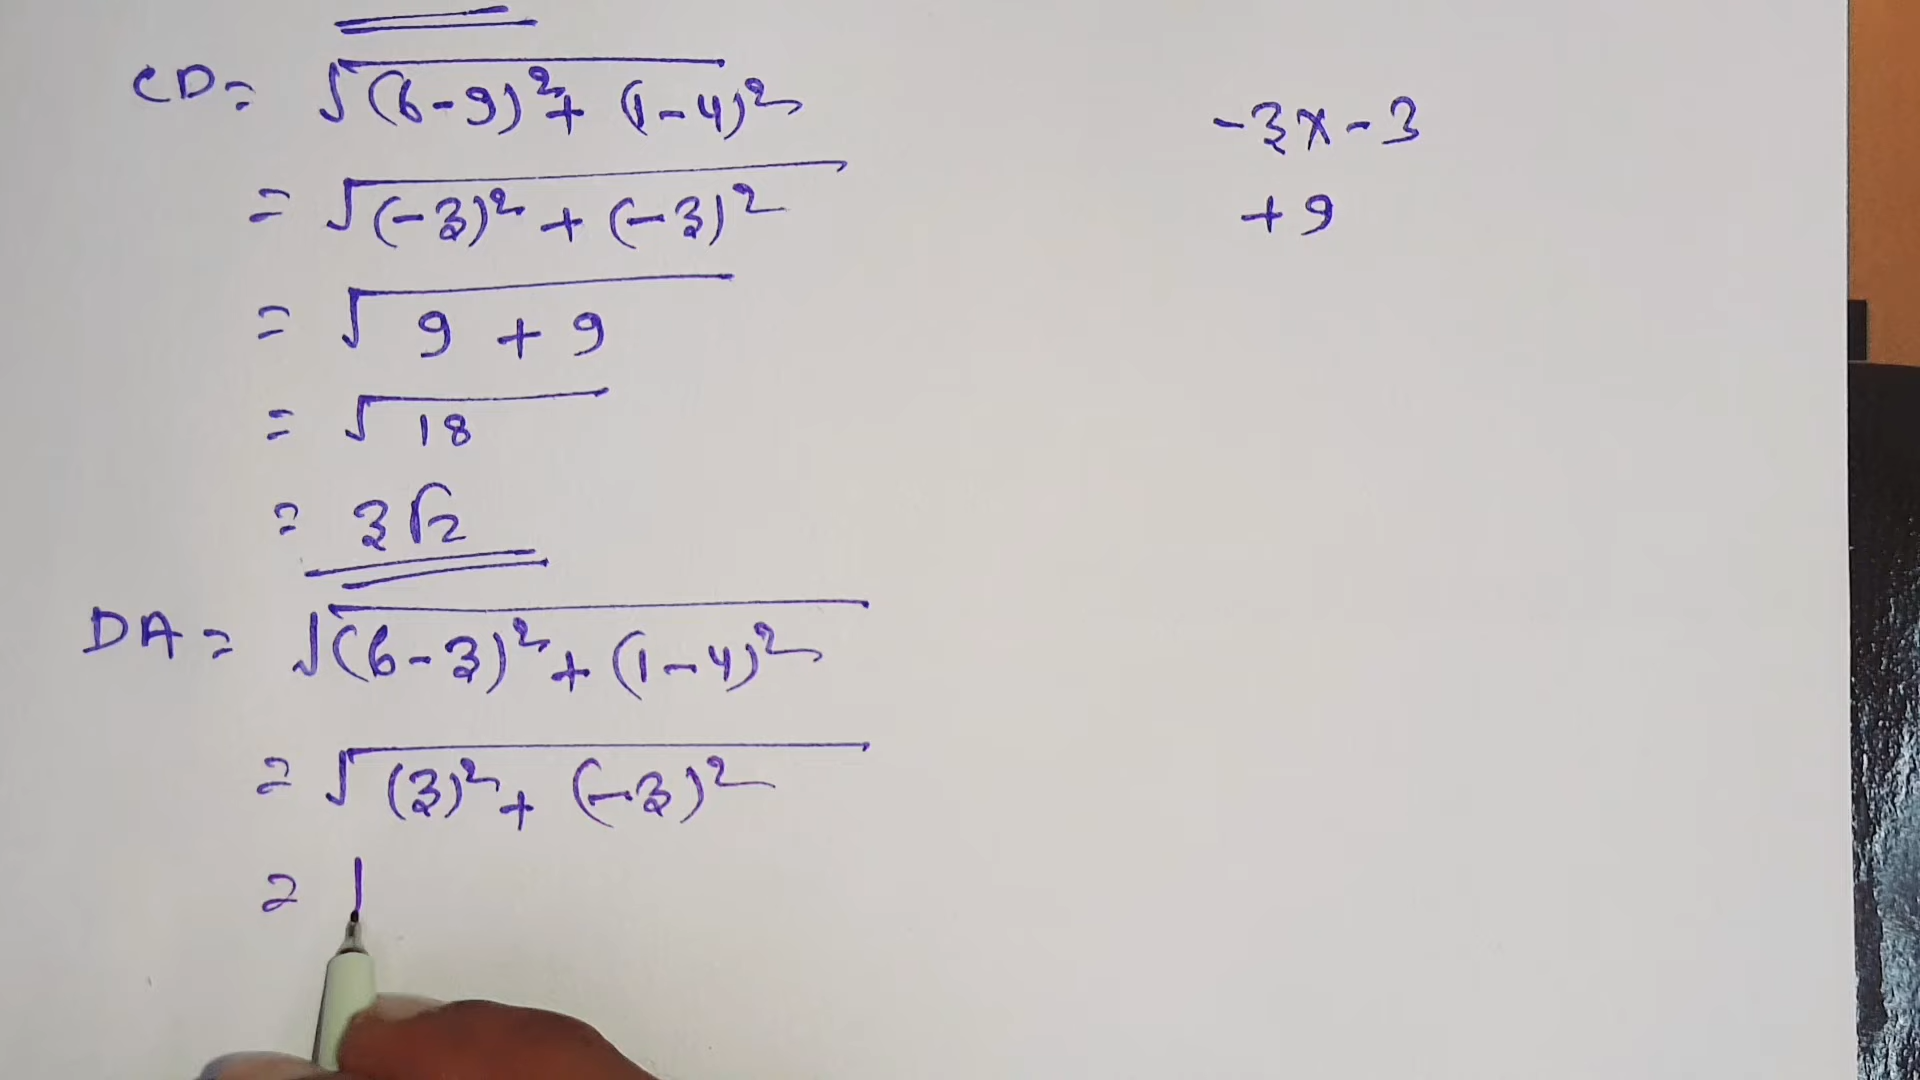 CD = √(6-9)² + (1-4)²
= √(-3)² + (-3)²
= √9 + 9
= √18
= 3√2
DA = √(6-3)² + (1-4)²
= √(3)² + (-3)²
=
-3x-3
+9